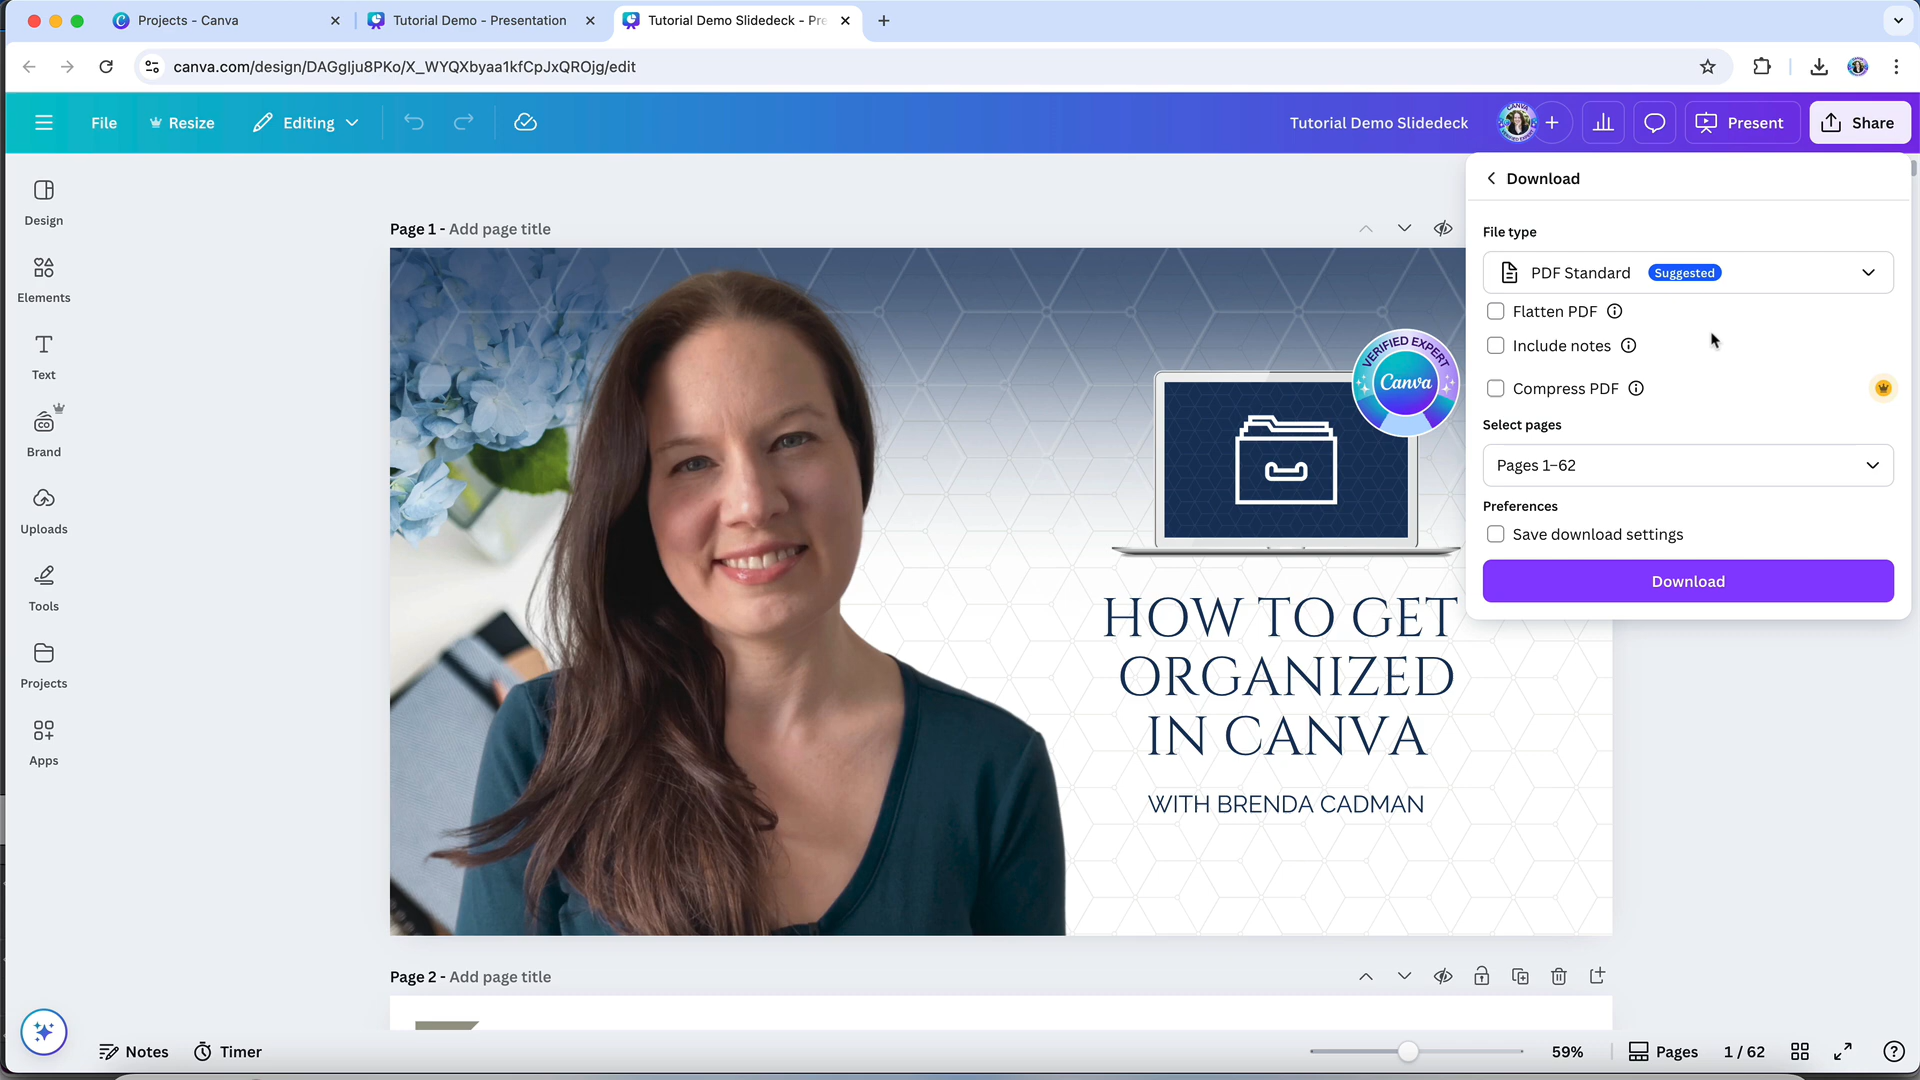 Projects - Canva
Tutorial Demo - Presentation
Tutorial Demo Slidedeck - Pre
canva.com/design/DAGglju8PKo/X_WYQXbyaa1kfCpJxQROjg/edit
File
Resize
Editing
Tutorial Demo Slidedeck
Present
Share
Design
Elements
Text
Brand
Uploads
Tools
Projects
Apps
Page 1 - Add page title
VERIFIED EXPERT
Canva
HOW TO GET
ORGANIZED
IN CANVA
WITH BRENDA CADMAN
Download
File type
PDF Standard Suggested
Flatten PDF
Include notes
Compress PDF
Select pages
Pages 1–62
Preferences
Save download settings
Download
Page 2 - Add page title
Notes
Timer
59%
Pages
1 / 62